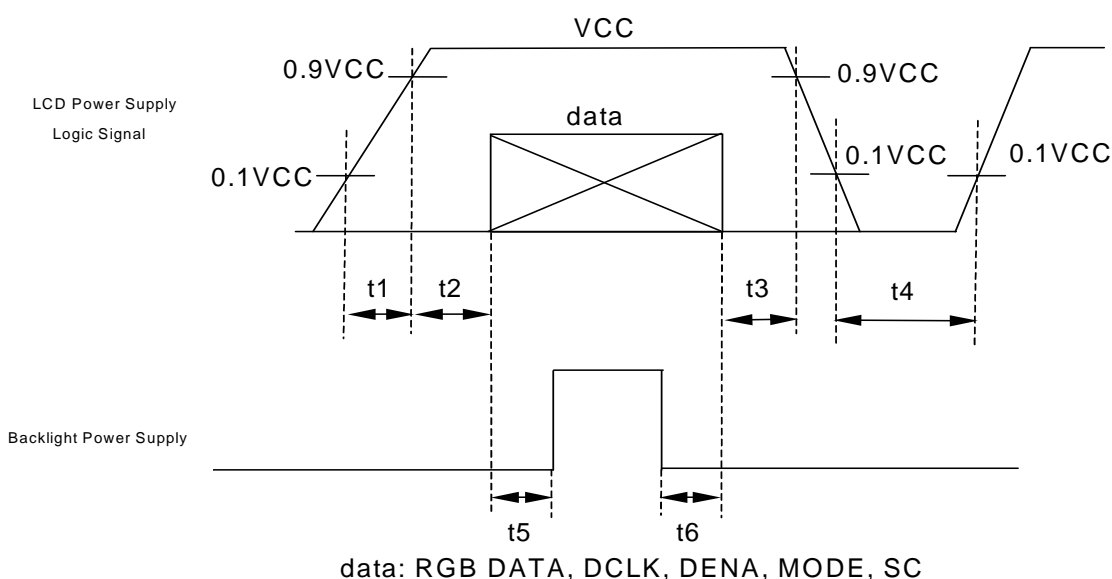 VCC
0.9VCC
0.9VCC
LCD Power Supply
Logic Signal
data
0.1VCC
0.1VCC
0.1VCC
t1
t2
t3
t4
Backlight Power Supply
t5
t6
data: RGB DATA, DCLK, DENA, MODE, SC